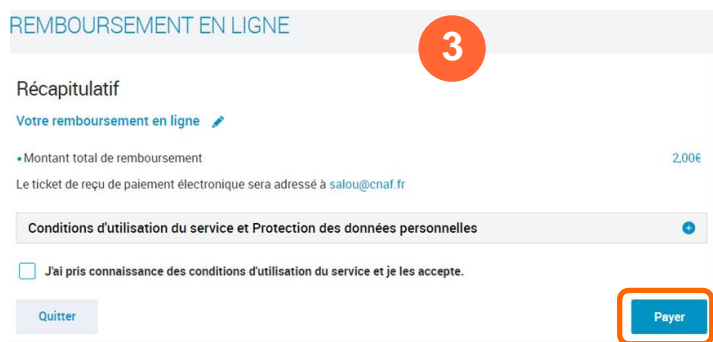 REMBOURSEMENT EN LIGNE
3
Récapitulatif
Votre remboursement en ligne
• Montant total de remboursement 2,00€
Le ticket de reçu de paiement électronique sera adressé à salou@cnaf.fr
Conditions d'utilisation du service et Protection des données personnelles
J'ai pris connaissance des conditions d'utilisation du service et je les accepte.
Quitter Payer